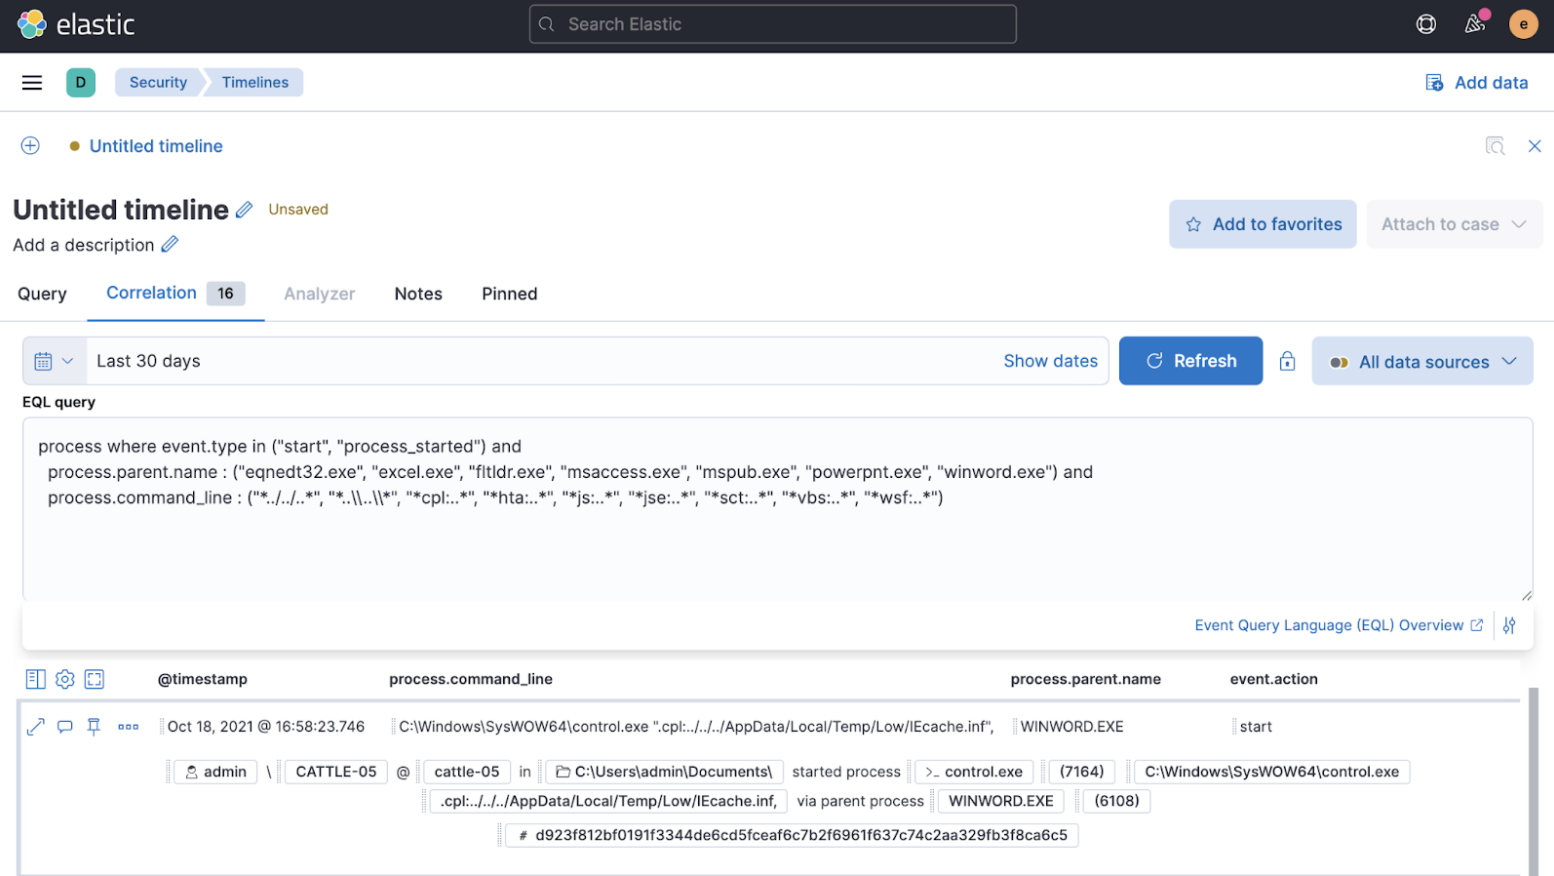 elastic
Search Elastic
e
D
Security
Timelines
Add data
Untitled timeline
Untitled timeline
Unsaved
Add a description
Add to favorites
Attach to case
Query
Correlation 16
Analyzer
Notes
Pinned
Last 30 days
Show dates
Refresh
All data sources
EQL query
process where event.type in ("start", "process_started") and
process.parent.name : ("eqnedt32.exe", "excel.exe", "fltldr.exe", "msaccess.exe", "mspub.exe", "powerpnt.exe", "winword.exe") and
process.command_line : ("*../../..*", "*..\\..\\*", "*cpl:..*", "*hta:..*", "*js:..*", "*jse:..*", "*sct:..*", "*vbs:..*", "*wsf:..*")
Event Query Language (EQL) Overview
@timestamp process.command_line process.parent.name event.action
Oct 18, 2021 @ 16:58:23.746 C:\Windows\SysWOW64\control.exe ".cpl:../../../AppData/Local/Temp/Low/IEcache.inf", WINWORD.EXE start
admin \ CATTLE-05 @ cattle-05 in C:\Users\admin\Documents\ started process >_ control.exe (7164) C:\Windows\SysWOW64\control.exe
.cpl:../../../AppData/Local/Temp/Low/IEcache.inf, via parent process WINWORD.EXE (6108)
# d923f812bf0191f3344de6cd5fceaf6c7b2f6961f637c74c2aa329fb3f8ca6c5